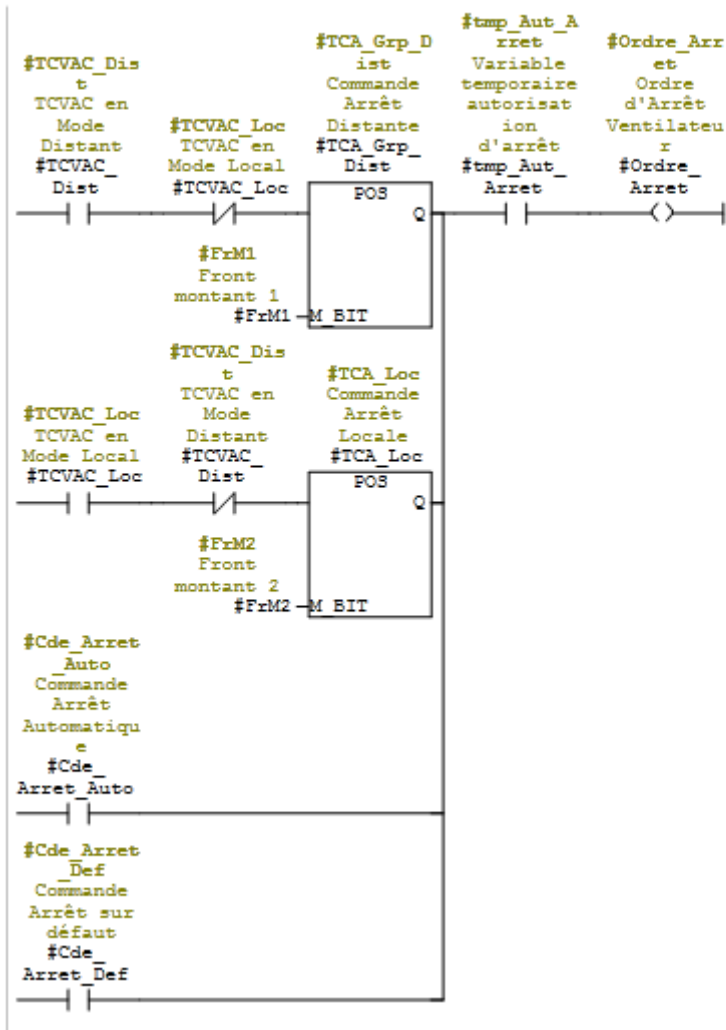 #TCVAC_Dis
t
TCVAC en
Mode
Distant
#TCVAC_
Dist
#TCVAC_Loc
TCVAC en
Mode Local
#TCVAC_Loc
#TCA_Grp_D
ist
Commande
Arrêt
Distante
#TCA_Grp_
Dist
POS
Q
#FrM1
Front
montant 1
#FrM1
M_BIT
#tmp_Aut_A
rret
Variable
temporaire
autorisat
ion
d'arrêt
#tmp_Aut_
Arret
#Ordre_Arr
et
Ordre
d'Arrêt
Ventilateu
r
#Ordre_
Arret
#TCVAC_Loc
TCVAC en
Mode Local
#TCVAC_Loc
#TCVAC_Dis
t
TCVAC en
Mode
Distant
#TCVAC_
Dist
#TCA_Loc
Commande
Arrêt
Locale
#TCA_Loc
POS
Q
#FrM2
Front
montant 2
#FrM2
M_BIT
#Cde_Arret
_Auto
Commande
Arrêt
Automatiqu
e
#Cde_
Arret_Auto
#Cde_Arret
_Def
Commande
Arrêt sur
défaut
#Cde_
Arret_Def